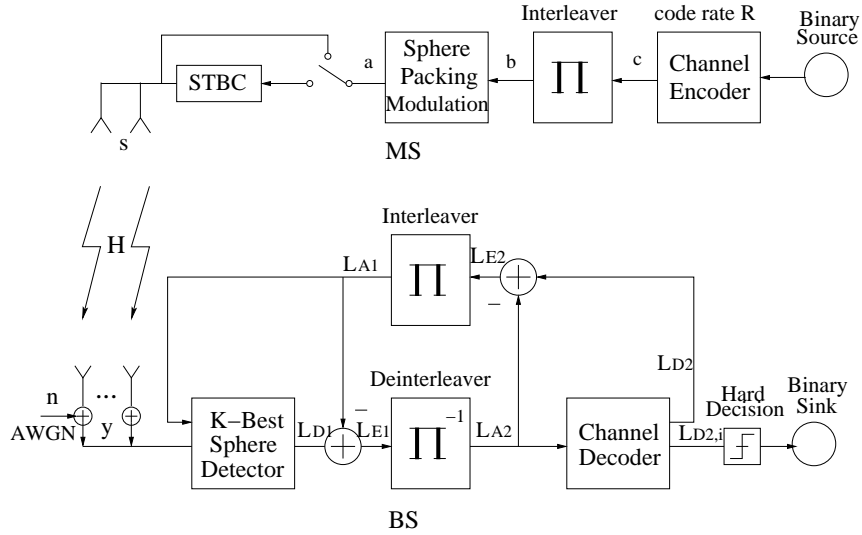 Interleaver
code rate R
Binary
Source
Sphere
Packing
Modulation
a
b
c
∏
Channel
Encoder
STBC
s
MS
H
Interleaver
LA1
∏
LE2
−
LD2
n
AWGN
...
y
K−Best
Sphere
Detector
LD1
−
LE1
Deinterleaver
∏−1
LA2
Channel
Decoder
Hard
Decision
LD2,i
Binary
Sink
BS